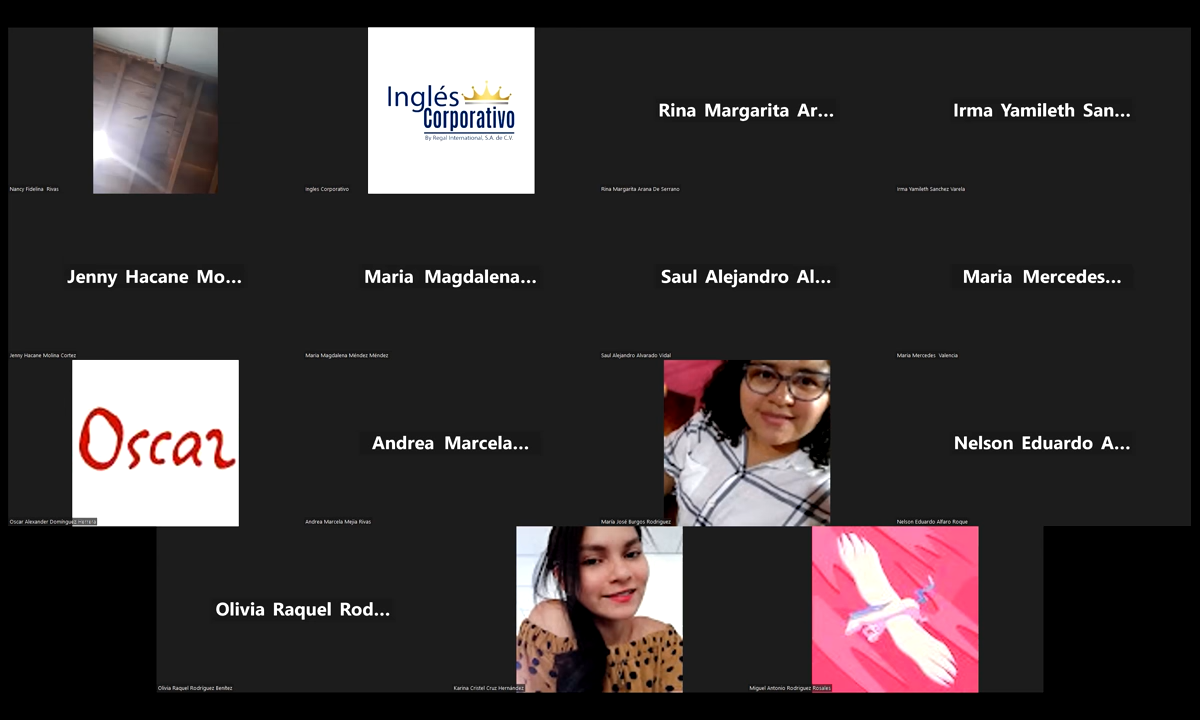 Inglés
Corporativo
By Regal International, S.A. de C.V.
Rina Margarita Ar...
Irma Yamileth San...
Nancy Fidelina Rivas
Ingles Corporativo
Rina Margarita Arana De Serrano
Irma Yamileth Sanchez Varela
Jenny Hacane Mo...
Maria Magdalena...
Saul Alejandro Al...
Maria Mercedes...
Jenny Hacane Molina Cortez
Maria Magdalena Méndez Méndez
Saul Alejandro Alvarado Vidal
Maria Mercedes Valencia
Oscar
Andrea Marcela...
Nelson Eduardo A...
Oscar Alexander Dominguez Herrera
Andrea Marcela Mejia Rivas
Maria José Burgos Rodriguez
Nelson Eduardo Alfaro Roque
Olivia Raquel Rod...
Olivia Raquel Rodriguez Benitez
Karina Cristel Cruz Hernández
Miguel Antonio Rodriguez Rosales